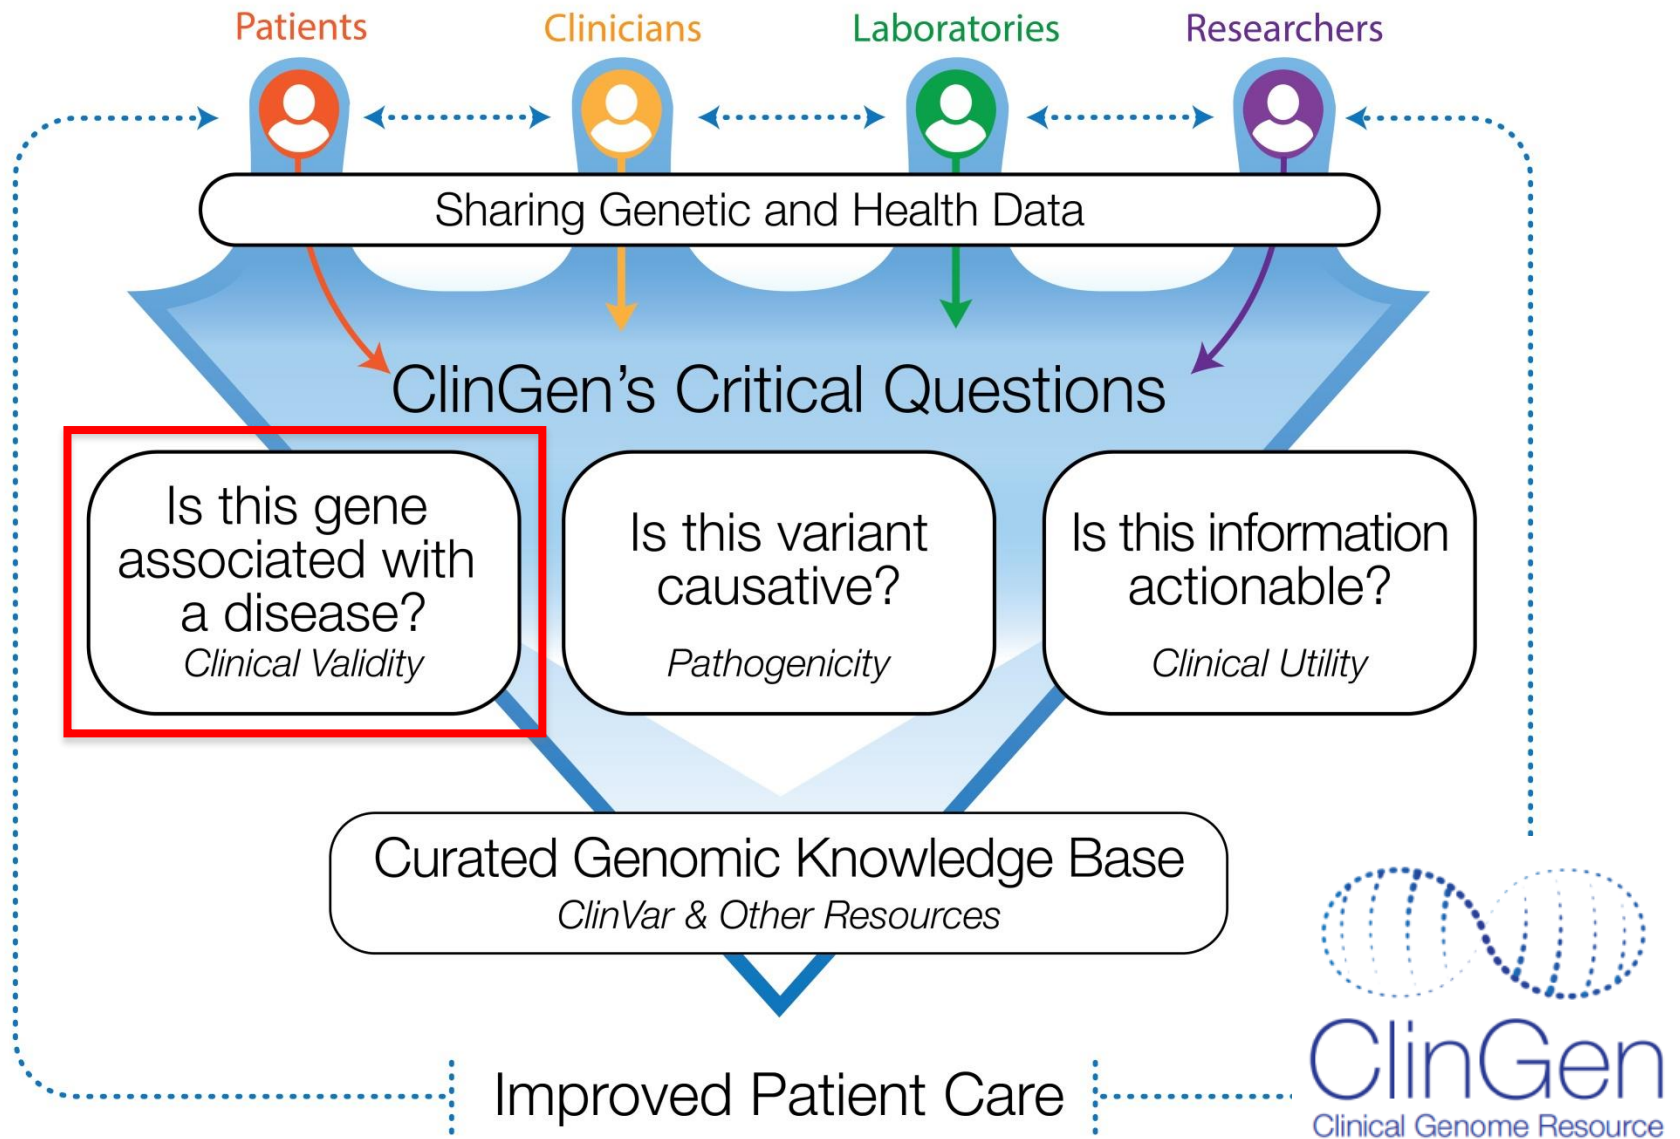 Patients
Clinicians
Laboratories
Researchers
Sharing Genetic and Health Data
ClinGen's Critical Questions
Is this gene
associated with
a disease?
Clinical Validity
Is this variant
causative?
Pathogenicity
Is this information
actionable?
Clinical Utility
Curated Genomic Knowledge Base
ClinVar & Other Resources
Improved Patient Care
ClinGen
Clinical Genome Resource